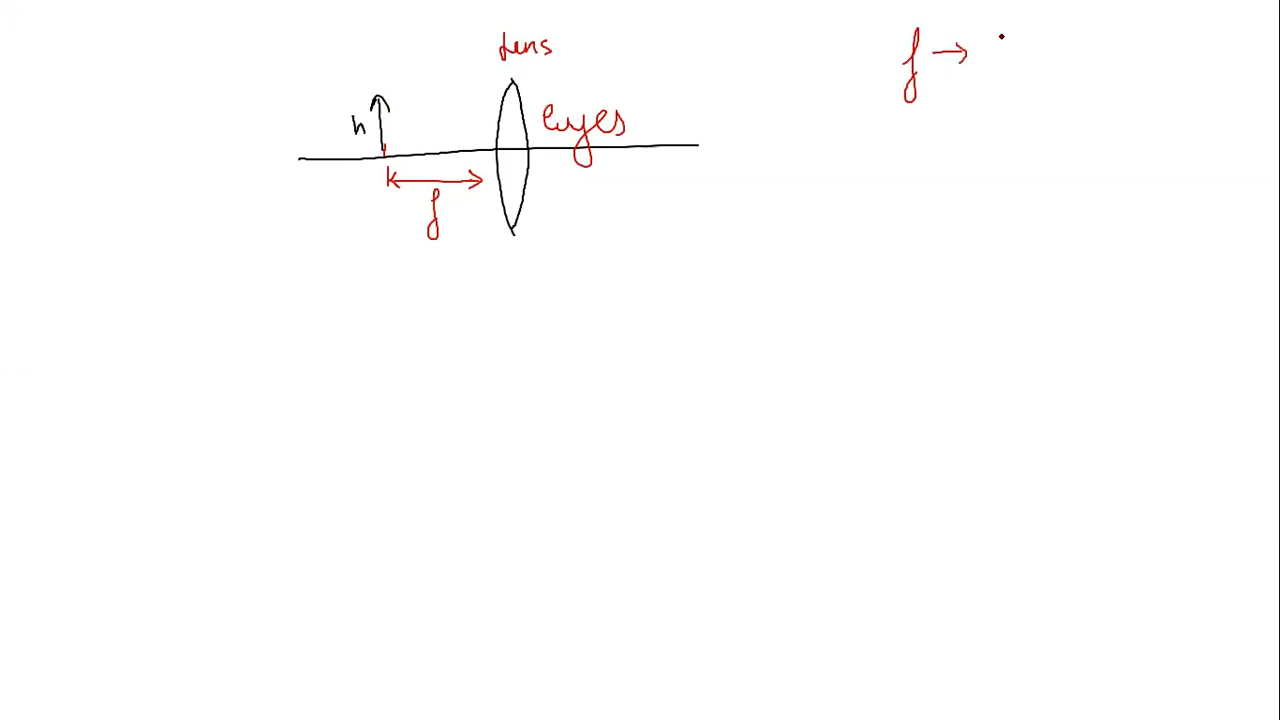 Lens
f →
h
eyes
f